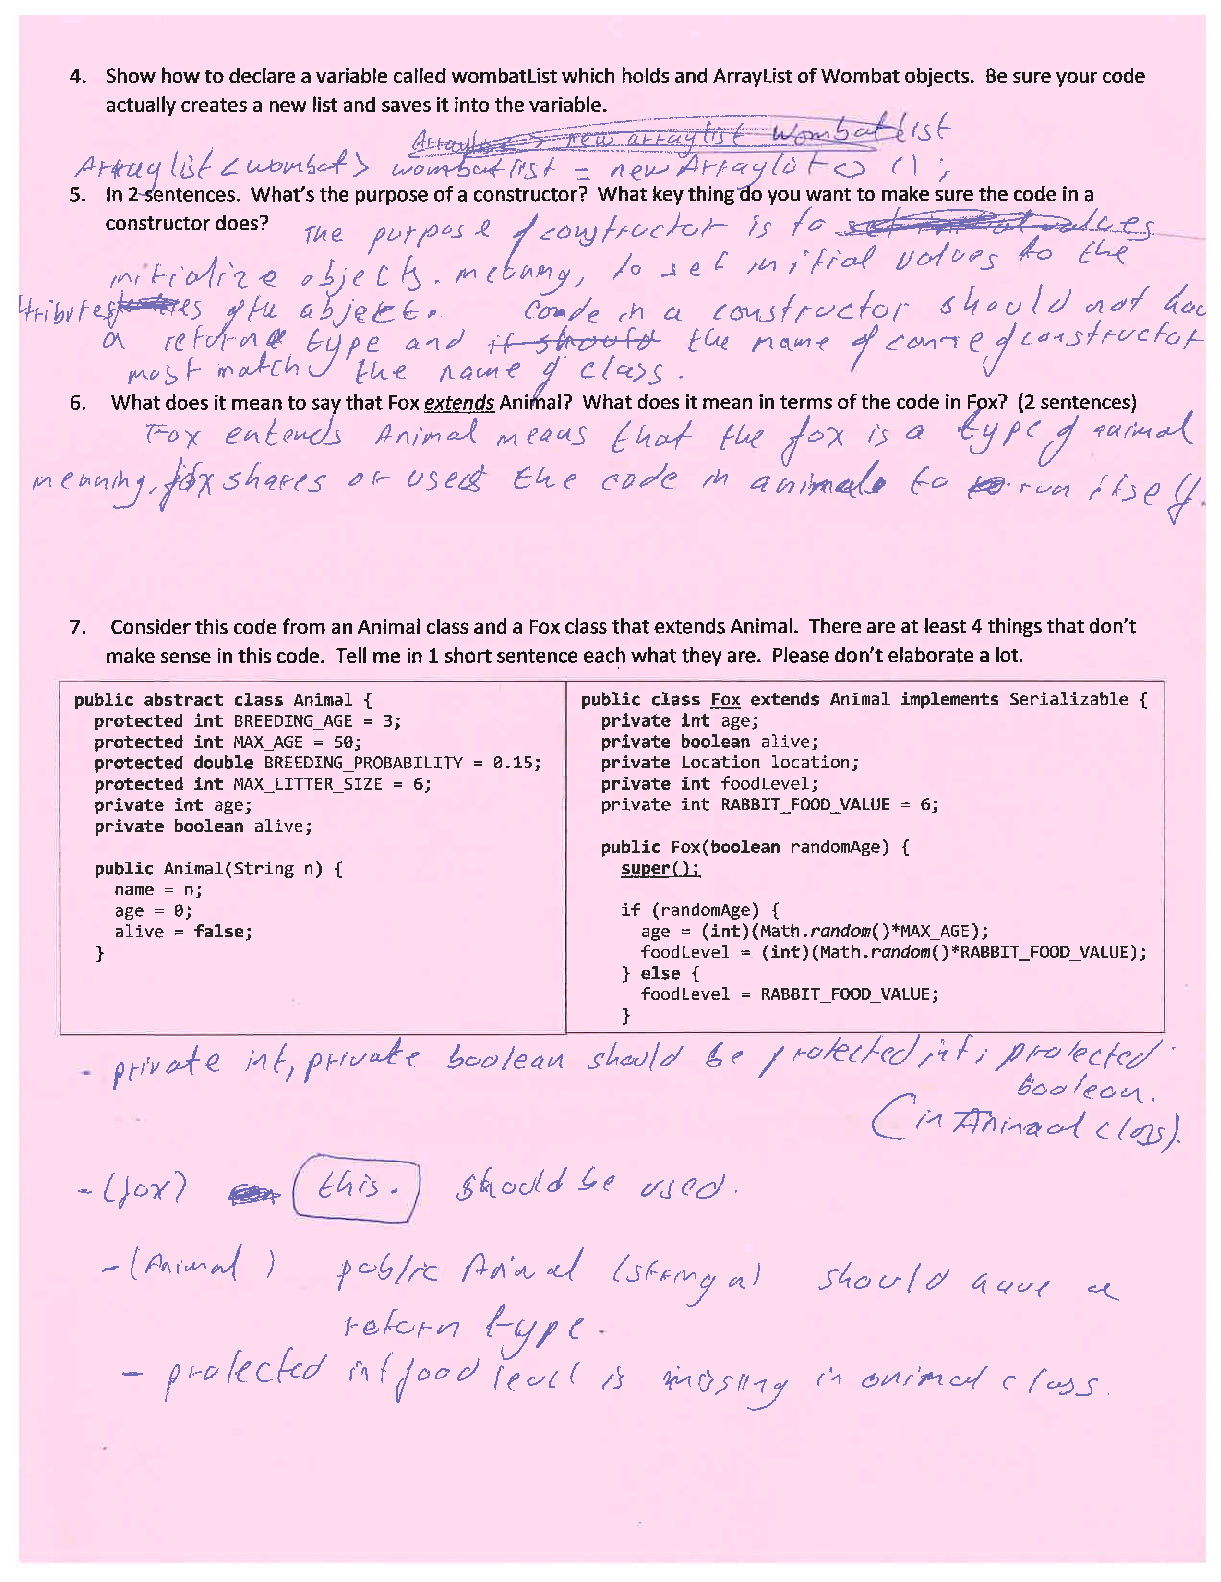 4. Show how to declare a variable called wombatList which holds and ArrayList of Wombat objects. Be sure your code
actually creates a new list and saves it into the variable.
wombatList
Arraylist <wombat> wombatlist = new Arraylist <> () ;
5. In 2 sentences. What's the purpose of a constructor? What key thing do you want to make sure the code in a
constructor does? The purpose of constructor is to
initialize objects. meaning, to set initial values to the
tributes of the object. Conde in a constructor should not hav
a return type and it should the name of of constructor
most match the name of class.
6. What does it mean to say that Fox extends Animal? What does it mean in terms of the code in Fox? (2 sentences)
Fox entends Animal means that the fox is a type of animal
menning, fox shares or uses the code in animals to run itself.
7. Consider this code from an Animal class and a Fox class that extends Animal. There are at least 4 things that don't
make sense in this code. Tell me in 1 short sentence each what they are. Please don't elaborate a lot.
public abstract class Animal {
protected int BREEDING_AGE = 3;
protected int MAX_AGE = 50;
protected double BREEDING_PROBABILITY = 0.15;
protected int MAX_LITTER_SIZE = 6;
private int age;
private boolean alive;
public Animal(String n) {
name = n;
age = 0;
alive = false;
}
public class Fox extends Animal implements Serializable {
private int age;
private boolean alive;
private Location location;
private int foodLevel;
private int RABBIT_FOOD_VALUE = 6;
public Fox(boolean randomAge) {
super();
if (randomAge) {
age = (int)(Math.random()*MAX_AGE);
foodLevel = (int)(Math.random()*RABBIT_FOOD_VALUE);
} else {
foodLevel = RABBIT_FOOD_VALUE;
}
- private int, private boolean should be protected int; protected
boolean.
(in Animal class).
- (fox) this. should be used.
- (Animal) public Animal (string n) should have a
return type.
- protected int food level is missing in animal class.